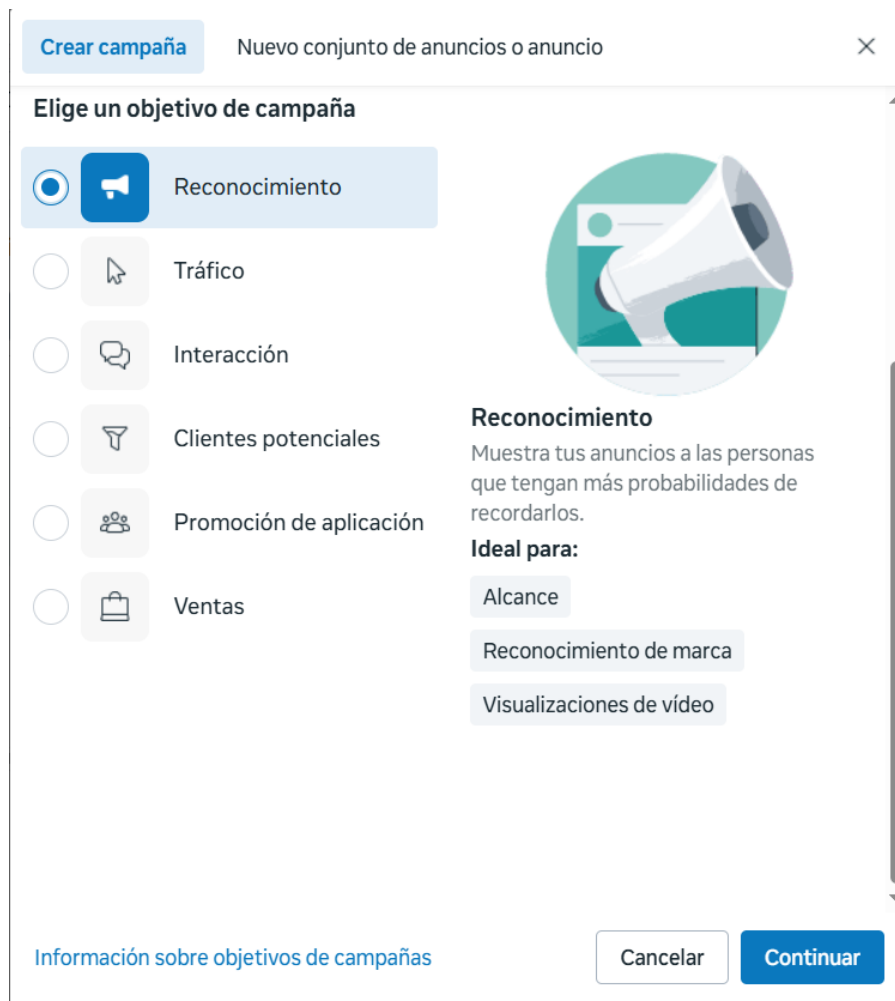 Crear campaña
Nuevo conjunto de anuncios o anuncio
Elige un objetivo de campaña
Reconocimiento
Tráfico
Interacción
Clientes potenciales
Promoción de aplicación
Ventas
Reconocimiento
Muestra tus anuncios a las personas
que tengan más probabilidades de
recordarlos.
Ideal para:
Alcance
Reconocimiento de marca
Visualizaciones de vídeo
Información sobre objetivos de campañas
Cancelar
Continuar